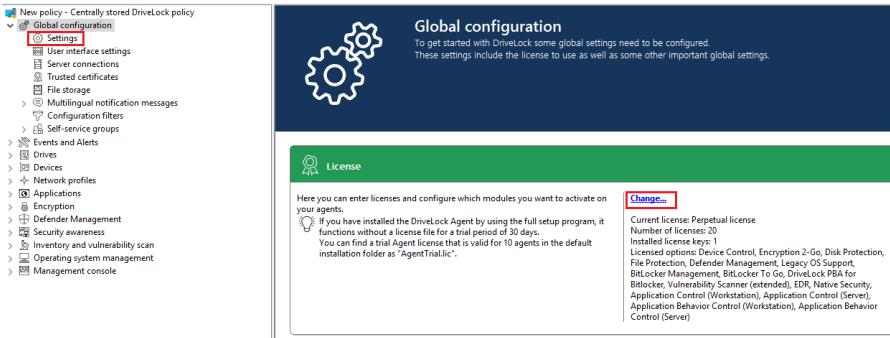 New policy - Centrally stored DriveLock policy
Global configuration
Settings
User interface settings
Server connections
Trusted certificates
File storage
Multilingual notification messages
Configuration filters
Self-service groups
Events and Alerts
Drives
Devices
Network profiles
Applications
Encryption
Defender Management
Security awareness
Inventory and vulnerability scan
Operating system management
Management console
Global configuration
To get started with DriveLock some global settings need to be configured.
These settings include the license to use as well as some other important global settings.
License
Here you can enter licenses and configure which modules you want to activate on
your agents.
If you have installed the DriveLock Agent by using the full setup program, it
functions without a license file for a trial period of 30 days.
You can find a trial Agent license that is valid for 10 agents in the default
installation folder as "AgentTrial.lic".
Change...
Current license: Perpetual license
Number of licenses: 20
Installed license keys: 1
Licensed options: Device Control, Encryption 2-Go, Disk Protection,
File Protection, Defender Management, Legacy OS Support,
BitLocker Management, BitLocker To Go, DriveLock PBA for
Bitlocker, Vulnerability Scanner (extended), EDR, Native Security,
Application Control (Workstation), Application Control (Server),
Application Behavior Control (Workstation), Application Behavior
Control (Server)